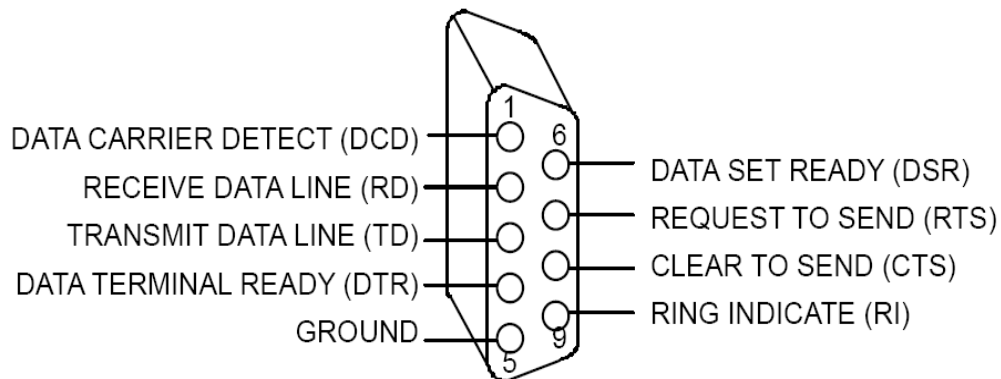 1
DATA CARRIER DETECT (DCD)
RECEIVE DATA LINE (RD)
TRANSMIT DATA LINE (TD)
DATA TERMINAL READY (DTR)
GROUND
5
6
DATA SET READY (DSR)
REQUEST TO SEND (RTS)
CLEAR TO SEND (CTS)
RING INDICATE (RI)
9